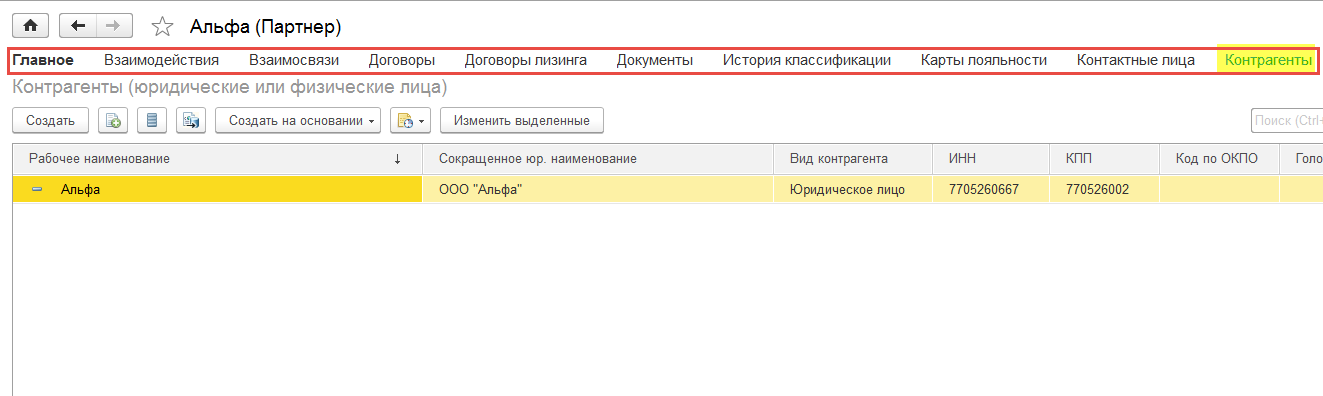 Альфа (Партнер)
Главное Взаимодействия Взаимосвязи Договоры Договоры лизинга Документы История классификации Карты лояльности Контактные лица Контрагенты
Контрагенты (юридические или физические лица)
Создать Создать на основании Изменить выделенные Поиск (Ctrl+
Рабочее наименование ↓ Сокращенное юр. наименование Вид контрагента ИНН КПП Код по ОКПО Голо
Альфа ООО "Альфа" Юридическое лицо 7705260667 770526002